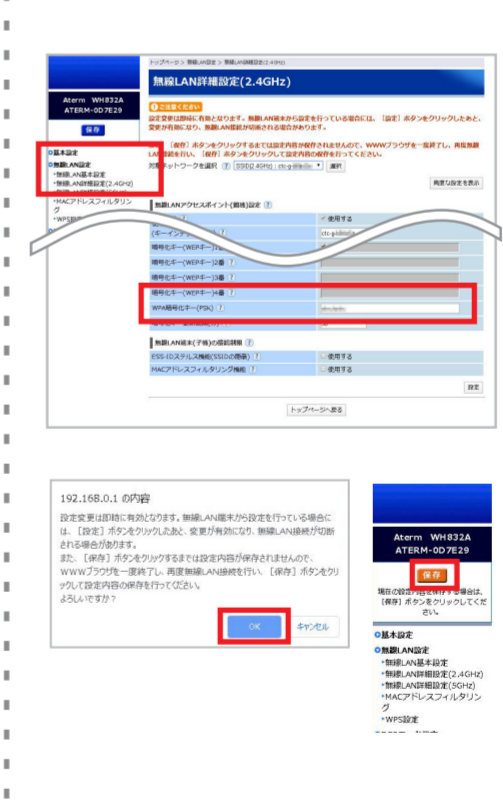 トップページ > 無線LAN設定 > 無線LAN詳細設定(2.4GHz)
無線LAN詳細設定(2.4GHz)
Aterm WH832A
ATERM-0D7E29
保存
基本設定
無線LAN設定
無線LAN基本設定
無線LAN詳細設定(2.4GHz)
MACアドレスフィルタリン
グ
ご注意ください
設定変更は即時に有効となります。無線LAN端末から設定を行っている場合には、[設定] ボタンをクリックしたあと、
変更が有効になり、無線LAN接続が切断される場合があります。
[保存] ボタンをクリックするまでは設定内容が保存されませんので、WWWブラウザを一度終了し、再度無線
LAN接続を行い、[保存] ボタンをクリックして設定内容の保存を行ってください。
対象ネットワークを選択 ? SSID(2.4GHz) : ctc-g- 選択
高度な設定を表示
無線LANアクセスポイント(親機)設定 ?
使用する
暗号化キー(WEPキー)2番 ?
暗号化キー(WEPキー)3番 ?
暗号化キー(WEPキー)4番 ?
WPA暗号化キー(PSK) ?
無線LAN端末(子機)の接続制限 ?
ESS-IDステルス機能(SSIDの隠蔽) ? 使用する
MACアドレスフィルタリング機能 ? 使用する
設定
トップページへ戻る
192.168.0.1 の内容
設定変更は即時に有効となります。無線LAN端末から設定を行っている場合に
は、[設定] ボタンをクリックしたあと、変更が有効になり、無線LAN接続が切断
される場合があります。
また、[保存] ボタンをクリックするまでは設定内容が保存されませんので、
WWWブラウザを一度終了し、再度無線LAN接続を行い、[保存] ボタンをクリ
ックして設定内容の保存を行ってください。
よろしいですか?
OK キャンセル
Aterm WH832A
ATERM-0D7E29
保存
現在の設定内容を保存する場合は、
[保存] ボタンをクリックしてくだ
さい。
基本設定
無線LAN設定
無線LAN基本設定
無線LAN詳細設定(2.4GHz)
無線LAN詳細設定(5GHz)
MACアドレスフィルタリン
グ
WPS設定